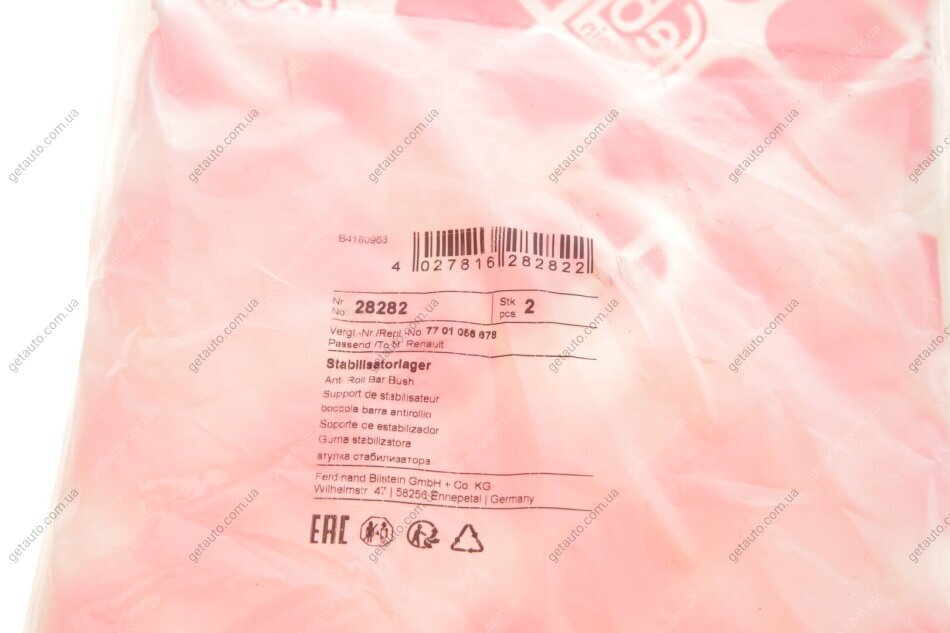 B4180963
4 027816 282822
Nr. No. 28282 Stk. pcs. 2
Vergl.-Nr./Repl.-No. 77 01 056 678
Passend /To fit Renault
Stabilisatorlager
Anti Roll Bar Bush
Support de stabilisateur
boccola barra antirollio
Soporte de estabilizador
Guma stabilizatora
втулка стабилизатора
Ferdinand Bilstein GmbH + Co. KG
Wilhelmstr. 47 | 58256 Ennepetal | Germany
EAC
getauto.com.ua